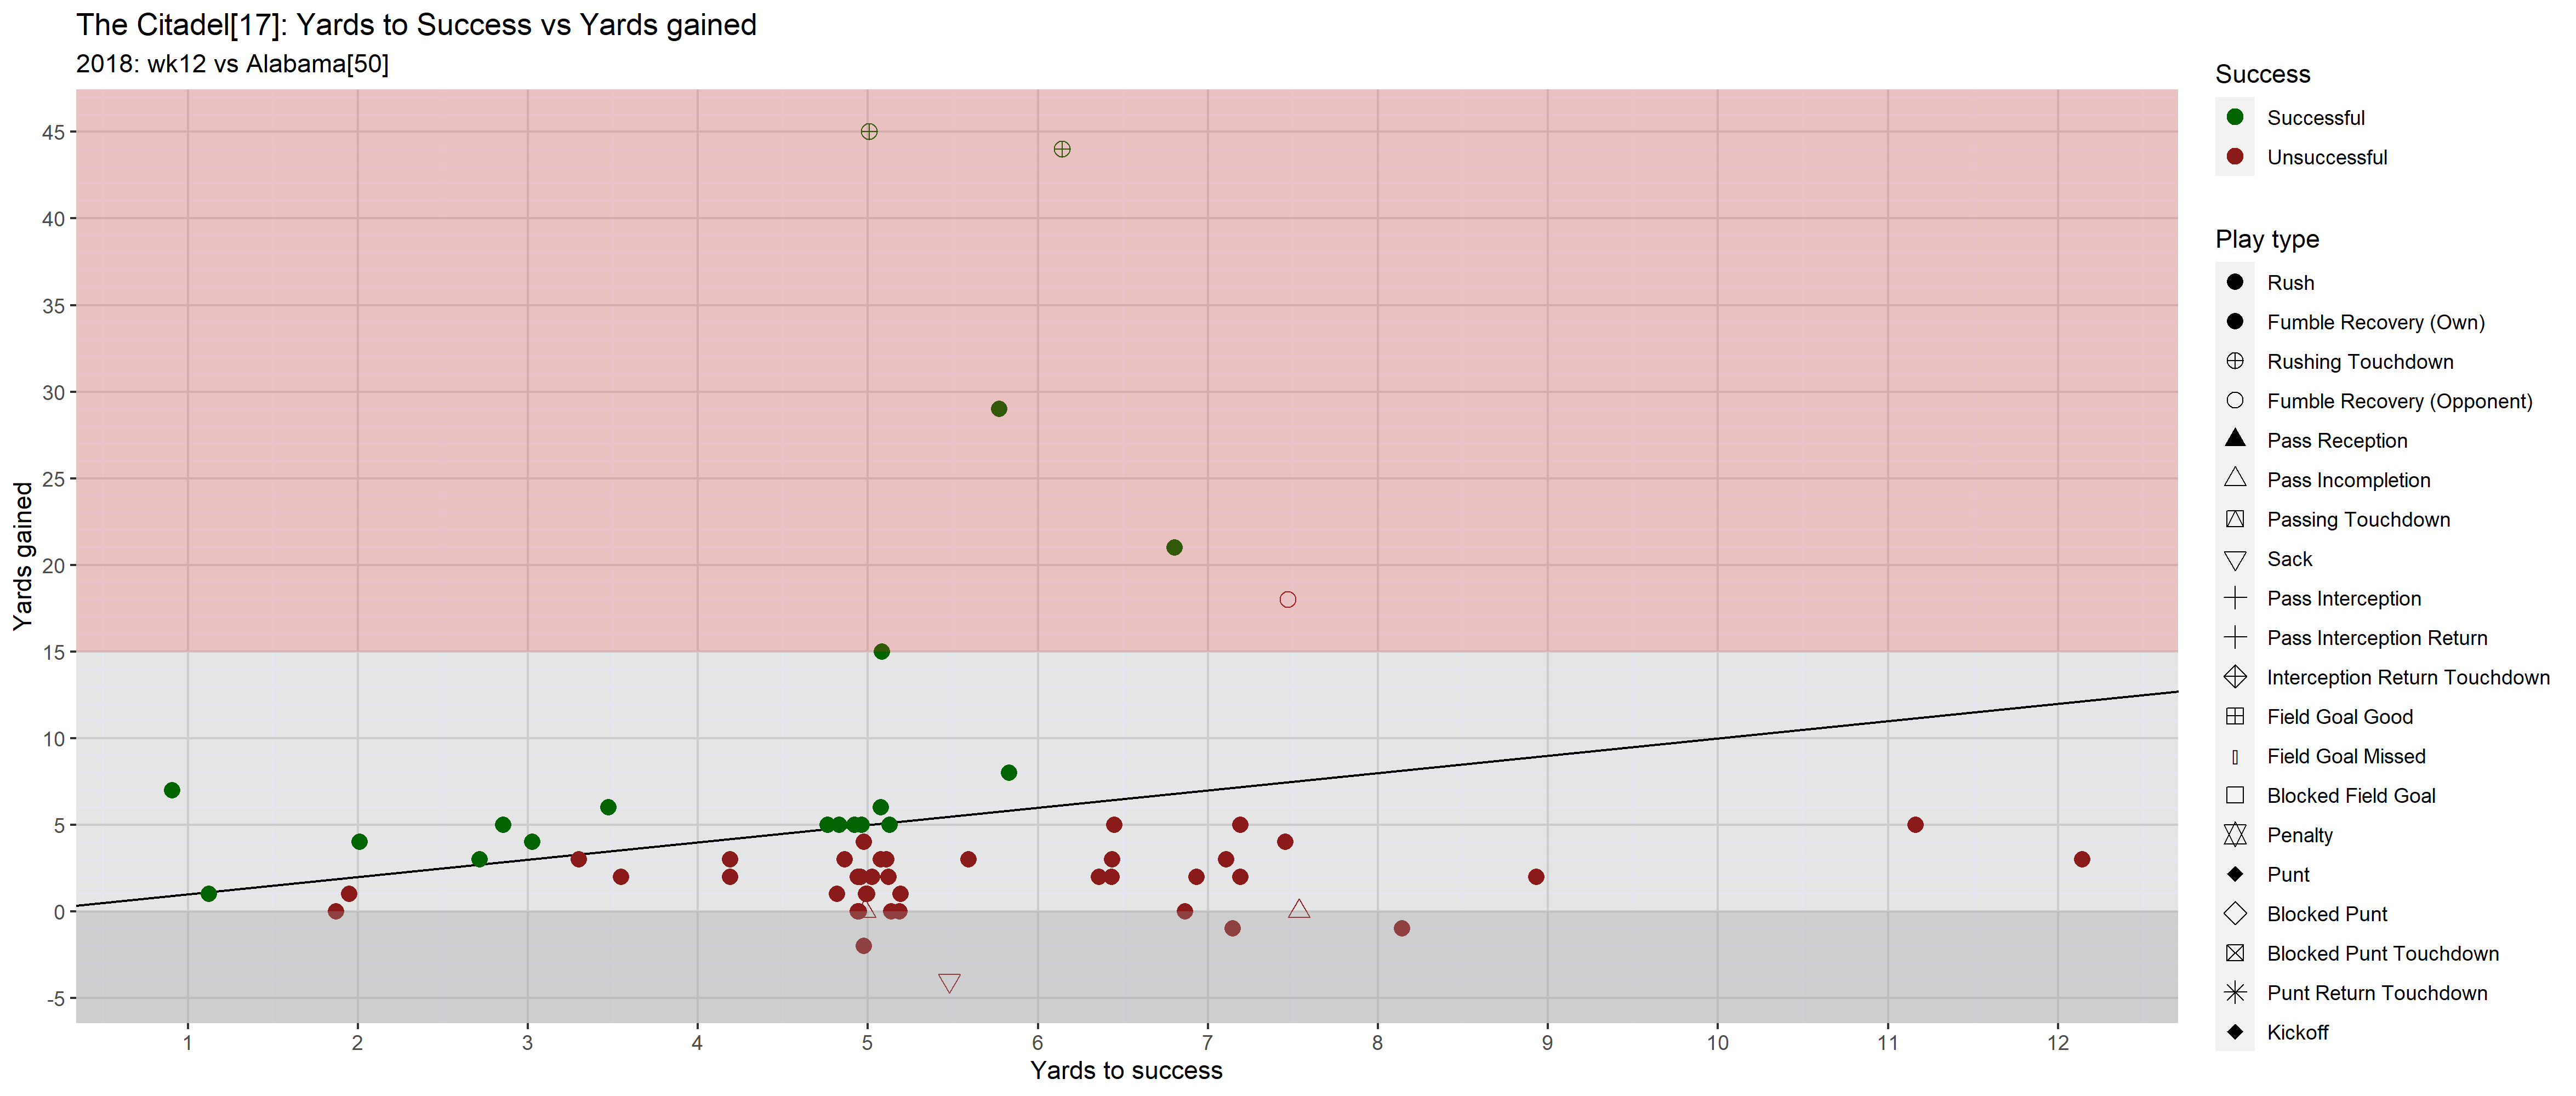 The Citadel[17]: Yards to Success vs Yards gained
2018: wk12 vs Alabama[50]
Yards gained
45
40
35
30
25
20
15
10
5
0
-5
1 2 3 4 5 6 7 8 9 10 11 12
Yards to success
Success
Successful
Unsuccessful
Play type
Rush
Fumble Recovery (Own)
Rushing Touchdown
Fumble Recovery (Opponent)
Pass Reception
Pass Incompletion
Passing Touchdown
Sack
Pass Interception
Pass Interception Return
Interception Return Touchdown
Field Goal Good
Field Goal Missed
Blocked Field Goal
Penalty
Punt
Blocked Punt
Blocked Punt Touchdown
Punt Return Touchdown
Kickoff